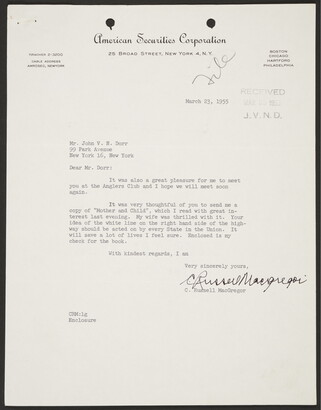 American Securities Corporation
25 BROAD STREET, NEW YORK 4, N.Y.
CABLE ADDRESS
BOSTON
CHICAGO
HARTFORD
PHILADELPHIA
file
RECEIVED
J. V. N. D.
March 23, 1955
Mr. John V. N. Dorr
99 Park Avenue
New York 16, New York
Dear Mr. Dorr:
It was also a great pleasure for me to meet
you at the Anglers Club and I hope we will meet soon
again.
It was very thoughtful of you to send me a
copy of "Mother and Child", which I read with great in-
terest last evening. My wife was thrilled with it. Your
idea of the white line on the right hand side of the high-
way should be acted on by every State in the Union. It
will save a lot of lives I feel sure. Enclosed is my
check for the book.
With kindest regards, I am
Very sincerely yours,
C Russell Macgregor
C. Russell MacGregor
CRM:lg
Enclosure